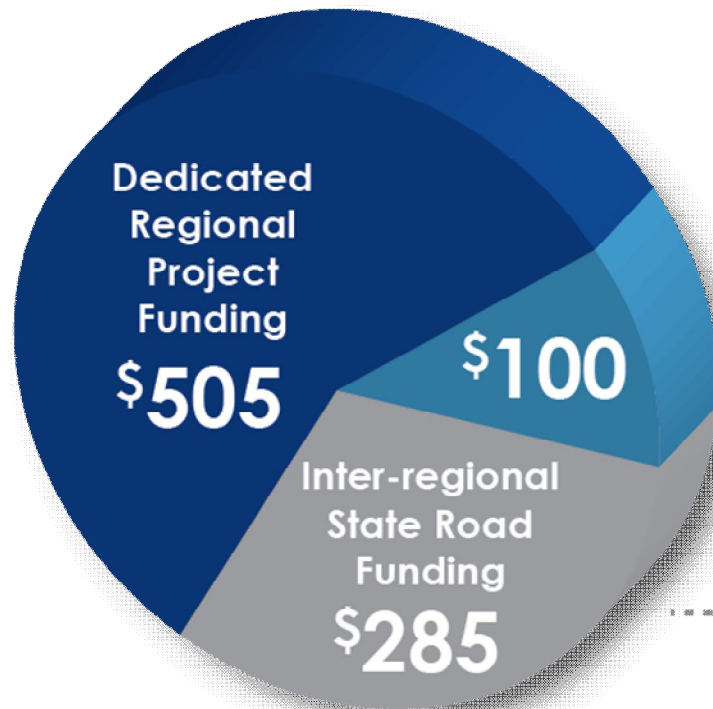 Dedicated
Regional
Project
Funding
$505
$100
Inter-regional
State Road
Funding
$285